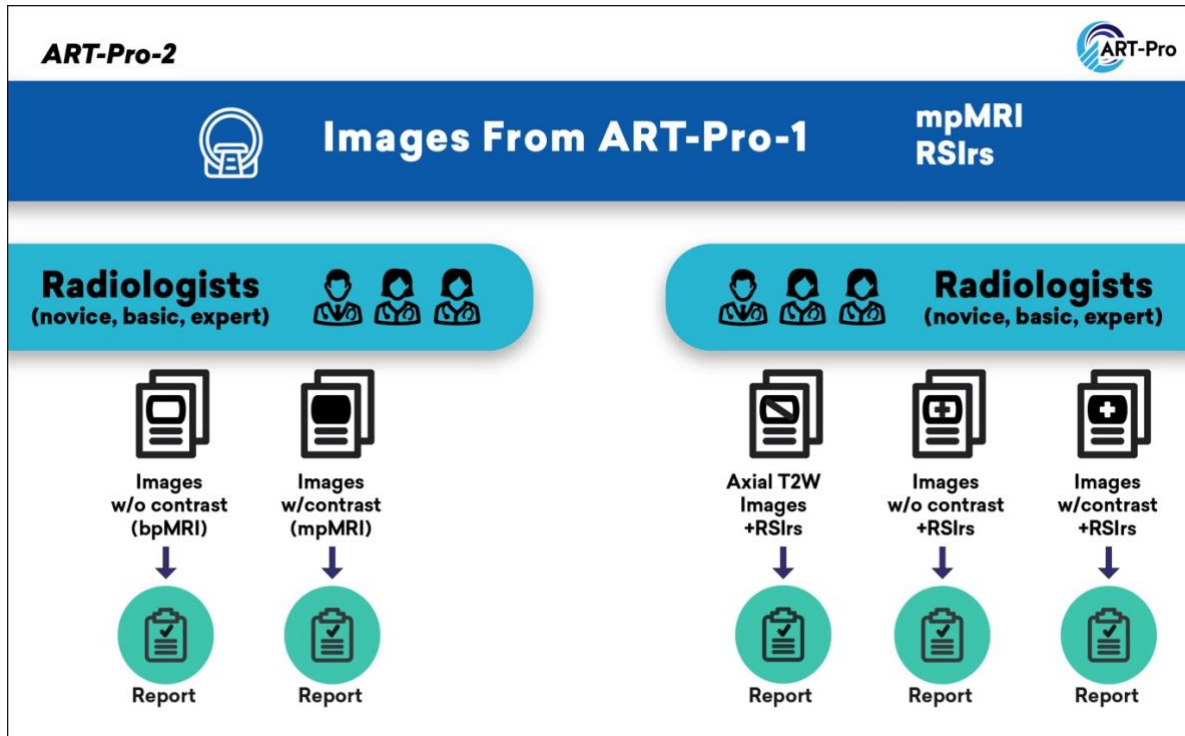 ART-Pro-2
ART-Pro
Images From ART-Pro-1
mpMRI
RSIrs
Radiologists
(novice, basic, expert)
Radiologists
(novice, basic, expert)
Images
w/o contrast
(bpMRI)
Images
w/contrast
(mpMRI)
Axial T2W
Images
+RSIrs
Images
w/o contrast
+RSIrs
Images
w/contrast
+RSIrs
Report
Report
Report
Report
Report